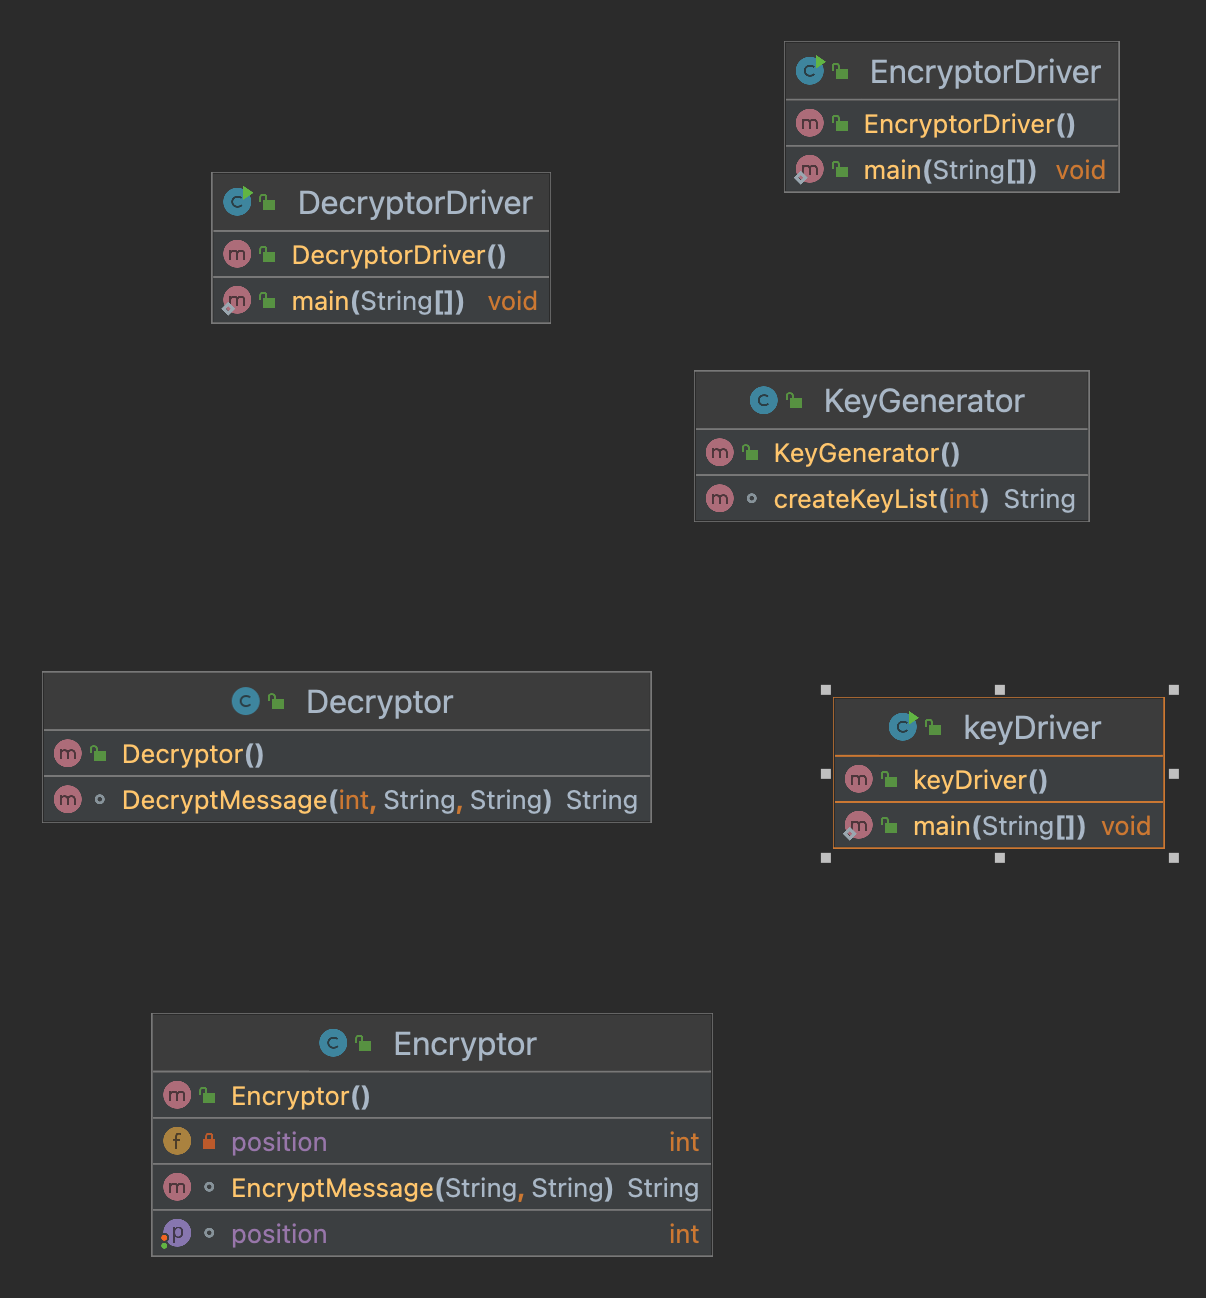 EncryptorDriver
EncryptorDriver()
main(String[]) void
DecryptorDriver
DecryptorDriver()
main(String[]) void
KeyGenerator
KeyGenerator()
createKeyList(int) String
Decryptor
Decryptor()
DecryptMessage(int, String, String) String
keyDriver
keyDriver()
main(String[]) void
Encryptor
Encryptor()
position int
EncryptMessage(String, String) String
position int